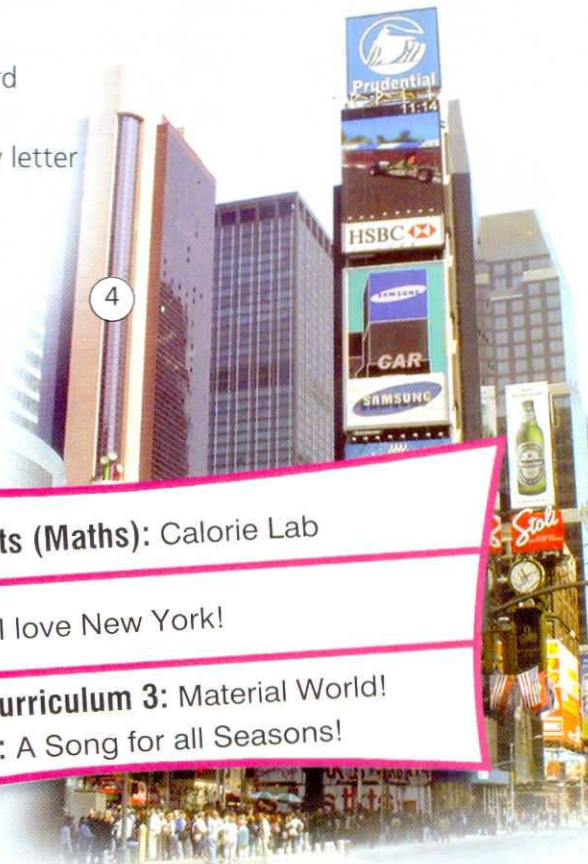 rd
y letter
Prudential
11:14
HSBC
4
SAMSUNG
CAR
SAMSUNG
Stoli
ts (Maths): Calorie Lab
I love New York!
urriculum 3: Material World!
: A Song for all Seasons!